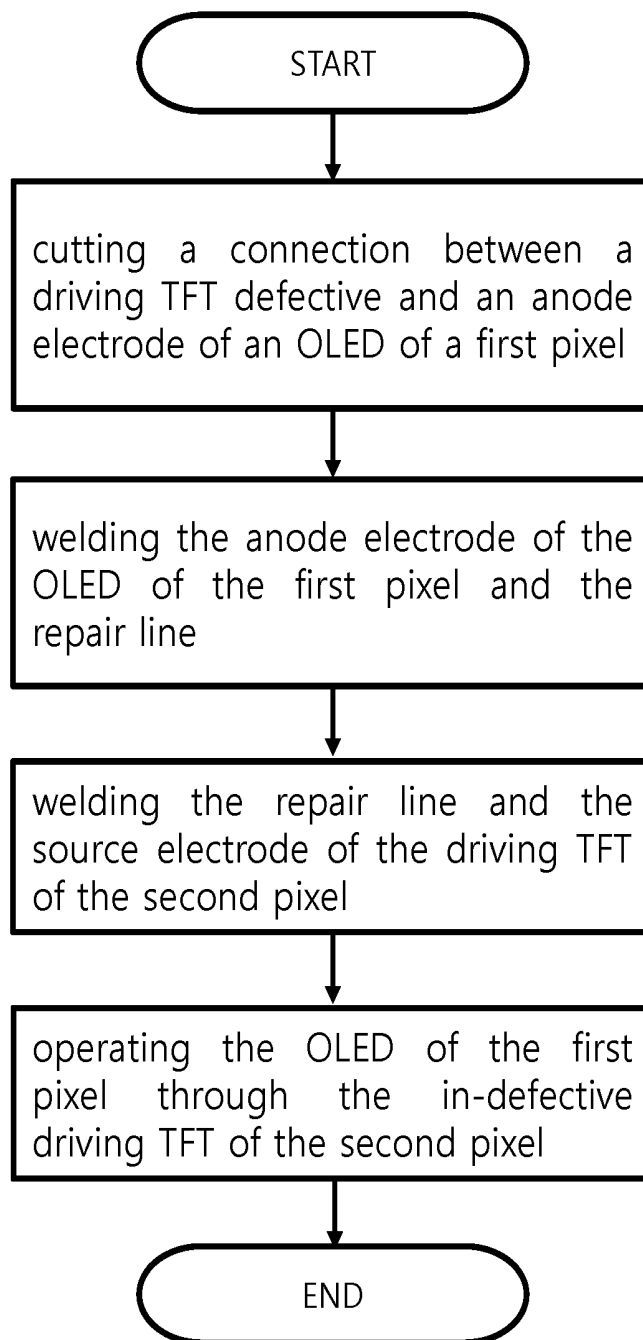 START
cutting a connection between a
driving TFT defective and an anode
electrode of an OLED of a first pixel
welding the anode electrode of the
OLED of the first pixel and the
repair line
welding the repair line and the
source electrode of the driving TFT
of the second pixel
operating the OLED of the first
pixel through the in-defective
driving TFT of the second pixel
END